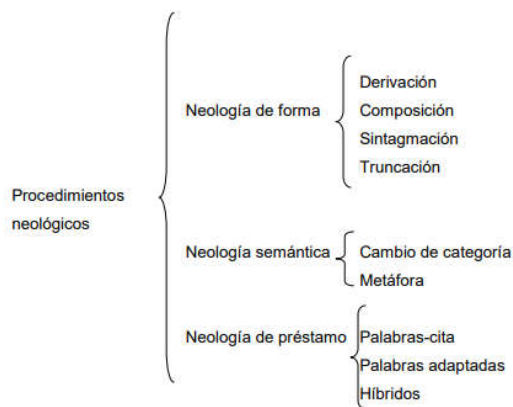 Procedimientos
neológicos
Neología de forma
Derivación
Composición
Sintagmación
Truncación
Neología semántica
Cambio de categoría
Metáfora
Neología de préstamo
Palabras-cita
Palabras adaptadas
Híbridos